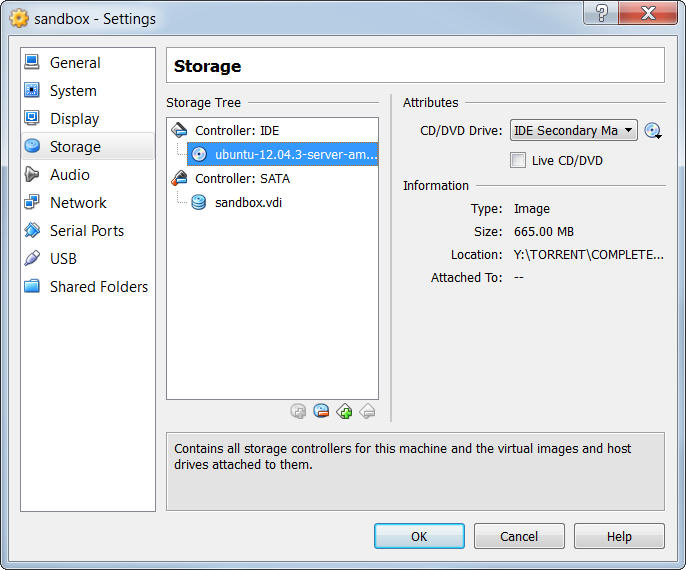 sandbox - Settings
General
System
Display
Storage
Audio
Network
Serial Ports
USB
Shared Folders
Storage
Storage Tree
Controller: IDE
ubuntu-12.04.3-server-am...
Controller: SATA
sandbox.vdi
Attributes
CD/DVD Drive: IDE Secondary Ma
Live CD/DVD
Information
Type: Image
Size: 665.00 MB
Location: Y:\TORRENT\COMPLETE...
Attached To: --
Contains all storage controllers for this machine and the virtual images and host
drives attached to them.
OK Cancel Help